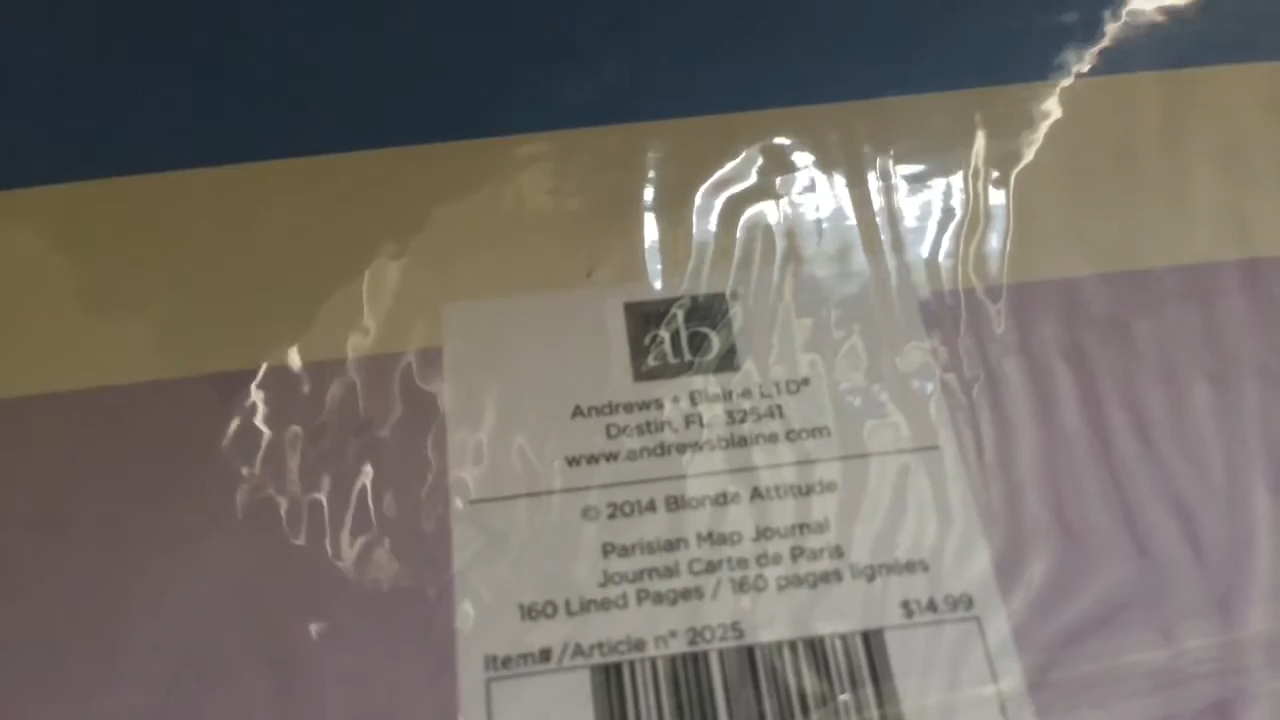 ab
Andrews + Blaine LTD®
Destin, FL 32541
www.andrewsblaine.com
© 2014 Blonde Attitude
Parisian Map Journal
Journal Carte de Paris
160 Lined Pages / 160 pages lignées
$14.99
Item#/Article n° 2025